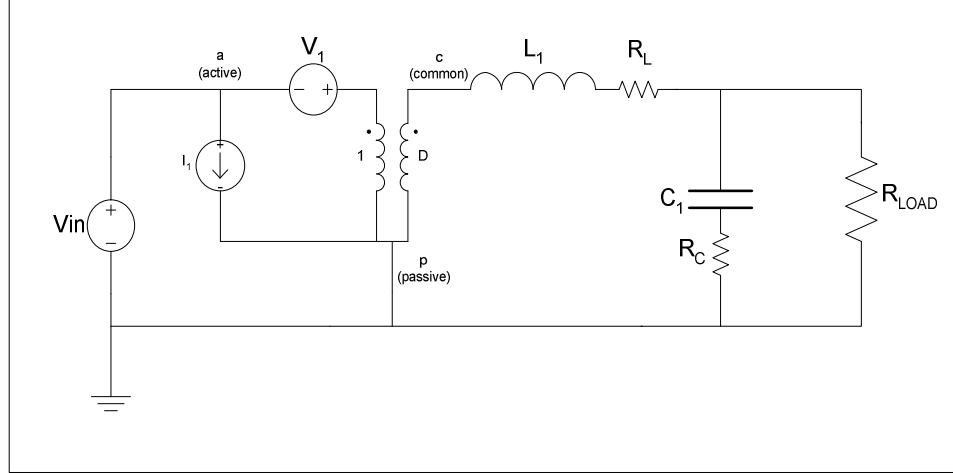 a
(active)
V1
c
(common)
L1
RL
I1
1
D
C1
RLOAD
Vin
RC
p
(passive)